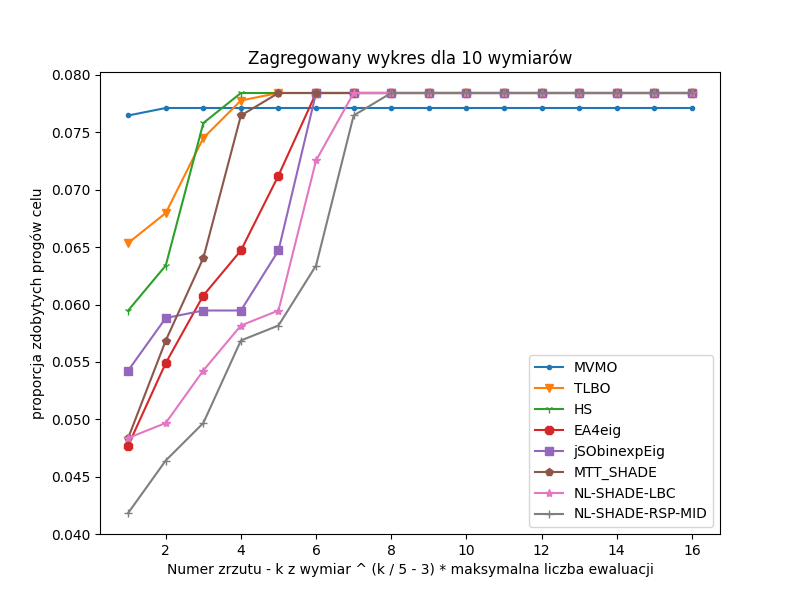 Zagregowany wykres dla 10 wymiarów
proporcja zdobytych progów celu
0.080
0.075
0.070
0.065
0.060
0.055
0.050
0.045
0.040
MVMO
TLBO
HS
EA4eig
jSObinexpEig
MTT_SHADE
NL-SHADE-LBC
NL-SHADE-RSP-MID
2 4 6 8 10 12 14 16
Numer zrzutu - k z wymiar ^ (k / 5 - 3) * maksymalna liczba ewaluacji